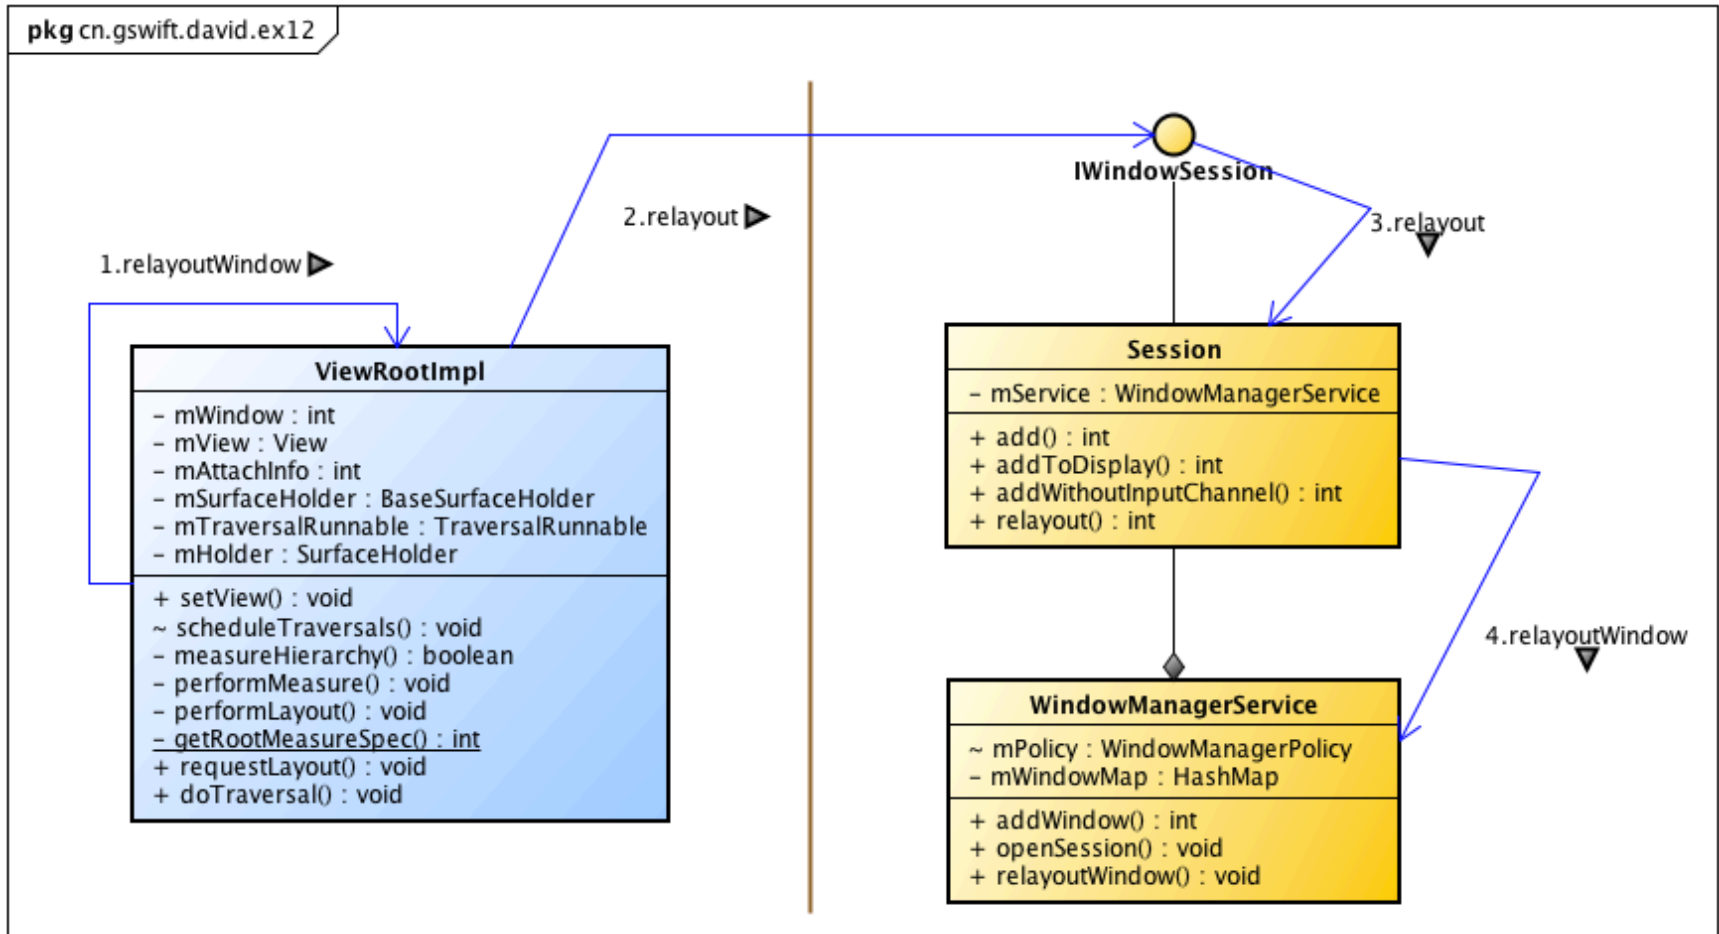 pkg cn.gswift.david.ex12
IWindowSession
2.relayout
3.relayout
1.relayoutWindow
ViewRootImpl
- mWindow : int
- mView : View
- mAttachInfo : int
- mSurfaceHolder : BaseSurfaceHolder
- mTraversalRunnable : TraversalRunnable
- mHolder : SurfaceHolder
+ setView() : void
~ scheduleTraversals() : void
- measureHierarchy() : boolean
- performMeasure() : void
- performLayout() : void
- getRootMeasureSpec() : int
+ requestLayout() : void
+ doTraversal() : void
Session
- mService : WindowManagerService
+ add() : int
+ addToDisplay() : int
+ addWithoutInputChannel() : int
+ relayout() : int
4.relayoutWindow
WindowManagerService
~ mPolicy : WindowManagerPolicy
- mWindowMap : HashMap
+ addWindow() : int
+ openSession() : void
+ relayoutWindow() : void